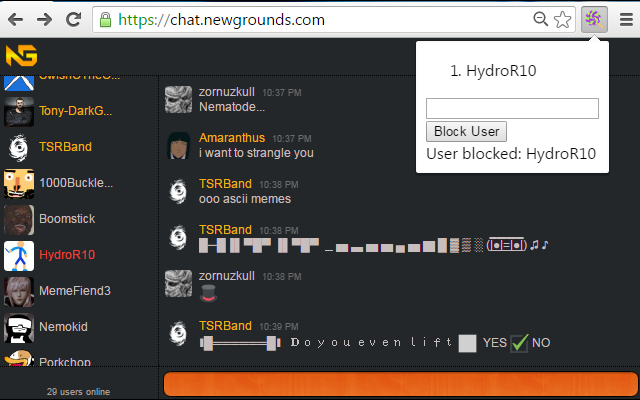 https://chat.newgrounds.com
NG
1. HydroR10
Block User
User blocked: HydroR10
Tony-DarkG...
TSRBand
1000Buckle...
Boomstick
HydroR10
MemeFiend3
Nemokid
Porkchop
29 users online
zornuzkull 10:37 PM
Nematode...
Amaranthus 10:37 PM
i want to strangle you
TSRBand 10:38 PM
ooo ascii memes
TSRBand 10:38 PM
zornuzkull 10:38 PM
TSRBand 10:39 PM
D o y o u e v e n l i f t YES NO